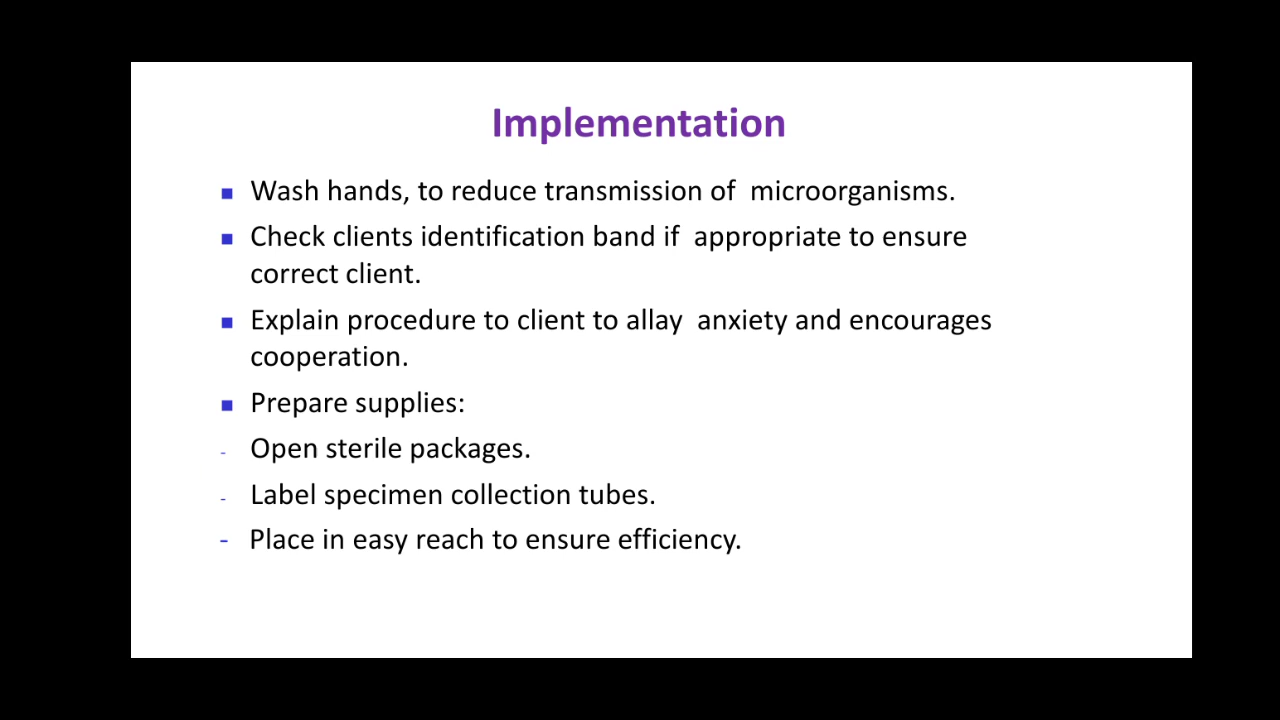 Implementation
■ Wash hands, to reduce transmission of  microorganisms.
■ Check clients identification band if  appropriate to ensure
correct client.
■ Explain procedure to client to allay  anxiety and encourages
cooperation.
■ Prepare supplies:
- Open sterile packages.
- Label specimen collection tubes.
- Place in easy reach to ensure efficiency.